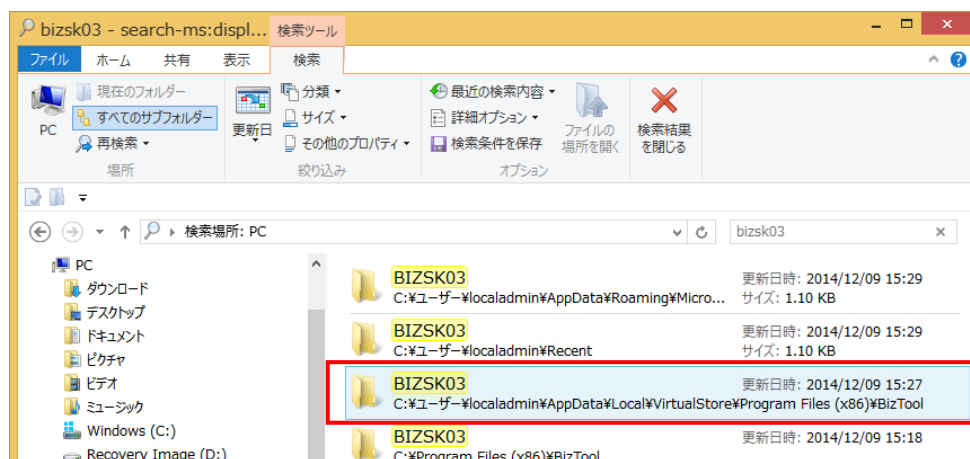 bizsk03 - search-ms:displ...
検索ツール
ファイル ホーム 共有 表示 検索
PC
現在のフォルダー
すべてのサブフォルダー
再検索
場所
更新日
分類
サイズ
その他のプロパティ
絞り込み
最近の検索内容
詳細オプション
検索条件を保存
ファイルの
場所を開く
オプション
検索結果
を閉じる
検索場所: PC
bizsk03
PC
ダウンロード
デスクトップ
ドキュメント
ピクチャ
ビデオ
ミュージック
Windows (C:)
Recovery Image (D:)
BIZSK03
C:¥ユーザー¥localadmin¥AppData¥Roaming¥Micro...
更新日時: 2014/12/09 15:29
サイズ: 1.10 KB
BIZSK03
C:¥ユーザー¥localadmin¥Recent
更新日時: 2014/12/09 15:29
サイズ: 1.10 KB
BIZSK03
C:¥ユーザー¥localadmin¥AppData¥Local¥VirtualStore¥Program Files (x86)¥BizTool
更新日時: 2014/12/09 15:27
BIZSK03
C:¥Program Files (x86)¥BizTool
更新日時: 2014/12/09 15:18